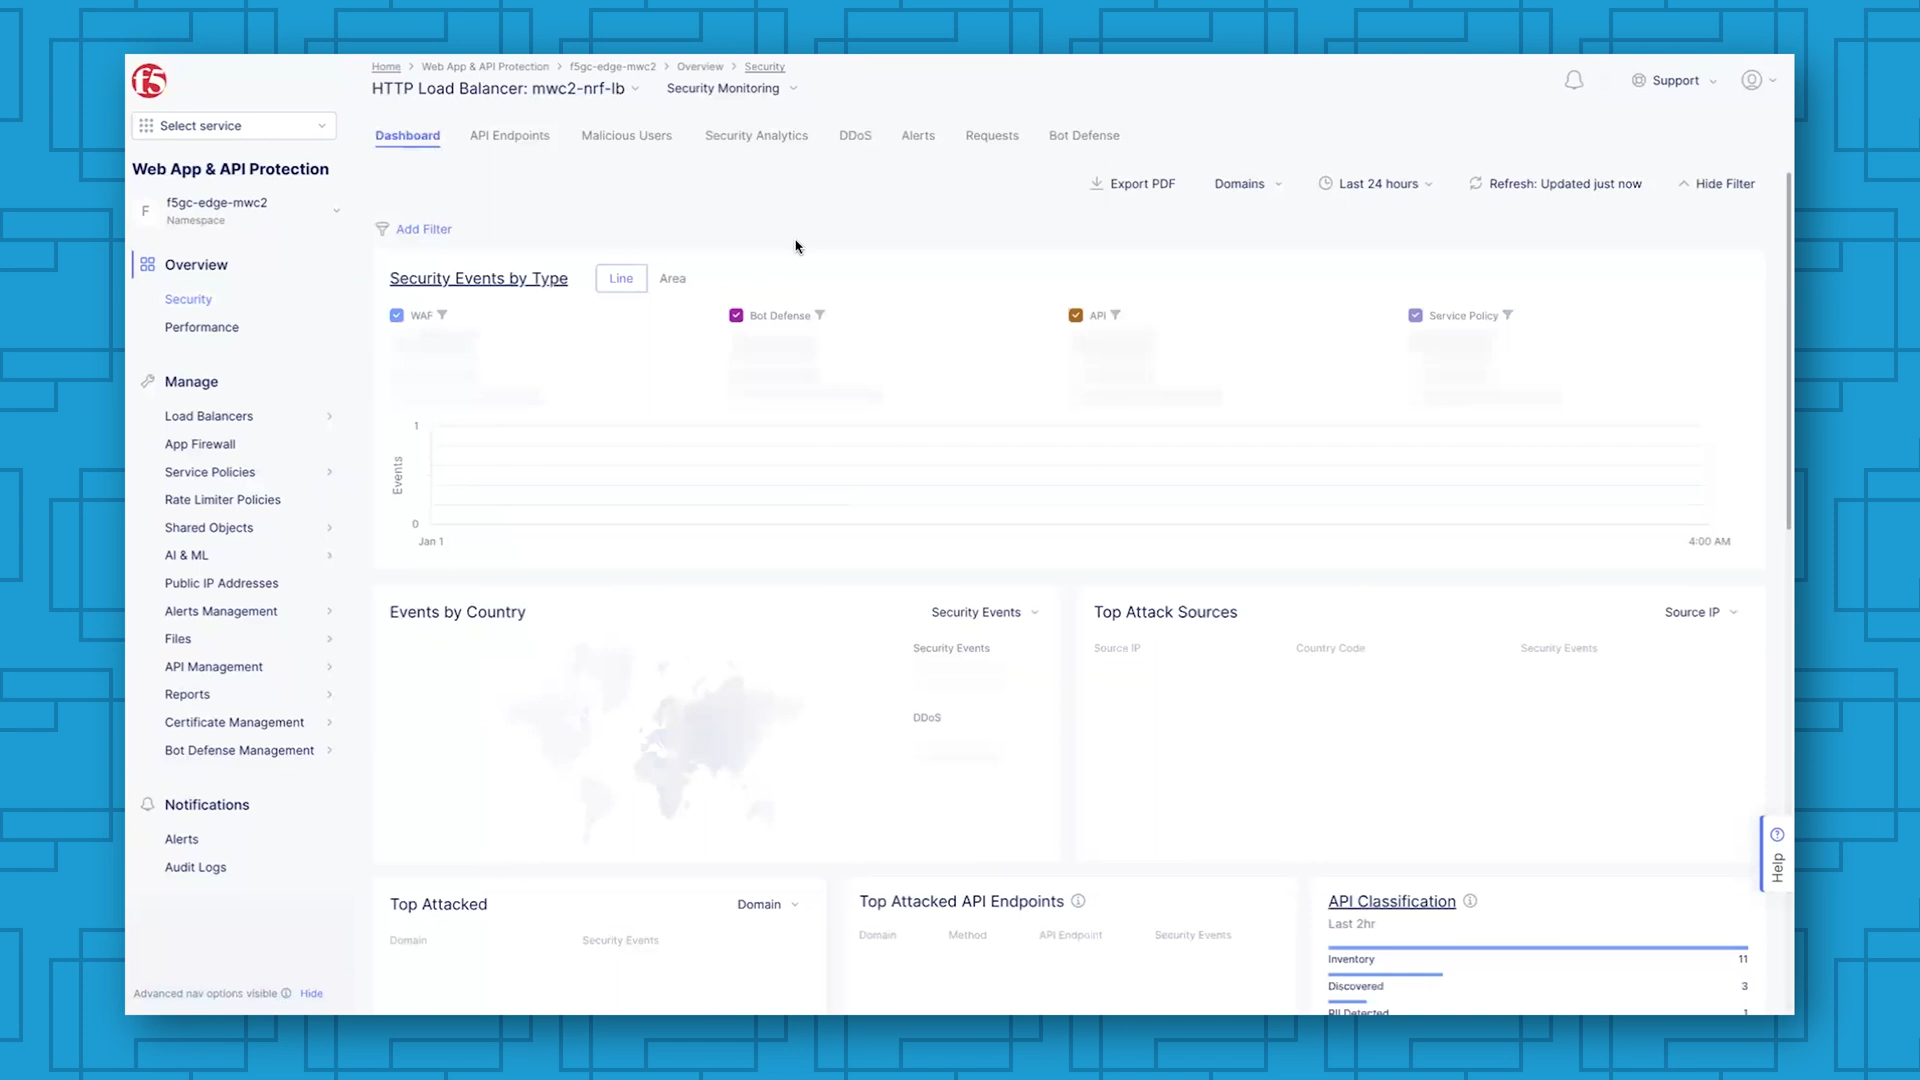 f5
Home > Web App & API Protection > f5gc-edge-mwc2 > Overview > Security
HTTP Load Balancer: mwc2-nrf-lb
Security Monitoring
Support
Select service
Dashboard
API Endpoints
Malicious Users
Security Analytics
DDoS
Alerts
Requests
Bot Defense
Web App & API Protection
Export PDF
Domains
Last 24 hours
Refresh: Updated just now
Hide Filter
F
f5gc-edge-mwc2
Namespace
Add Filter
Overview
Security
Performance
Manage
Load Balancers
App Firewall
Service Policies
Rate Limiter Policies
Shared Objects
AI & ML
Public IP Addresses
Alerts Management
Files
API Management
Reports
Certificate Management
Bot Defense Management
Notifications
Alerts
Audit Logs
Advanced nav options visible
Hide
Security Events by Type
Line
Area
WAF
Bot Defense
API
Service Policy
1
Events
0
Jan 1
4:00 AM
Events by Country
Security Events
Security Events
DDoS
Top Attack Sources
Source IP
Source IP
Country Code
Security Events
Help
Top Attacked
Domain
Domain
Security Events
Top Attacked API Endpoints
Domain
Method
API Endpoint
Security Events
API Classification
Last 2hr
Inventory
11
Discovered
3
PII Detected
1